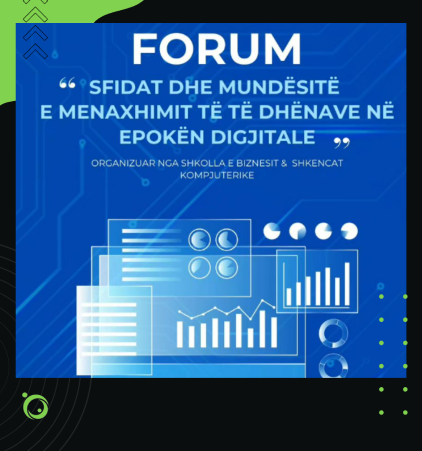 FORUM
“ SFIDAT DHE MUNDËSITË
E MENAXHIMIT TË TË DHËNAVE NË
EPOKËN DIGJITALE ”
ORGANIZUAR NGA SHKOLLA E BIZNESIT & SHKENCAT
KOMPJUTERIKE